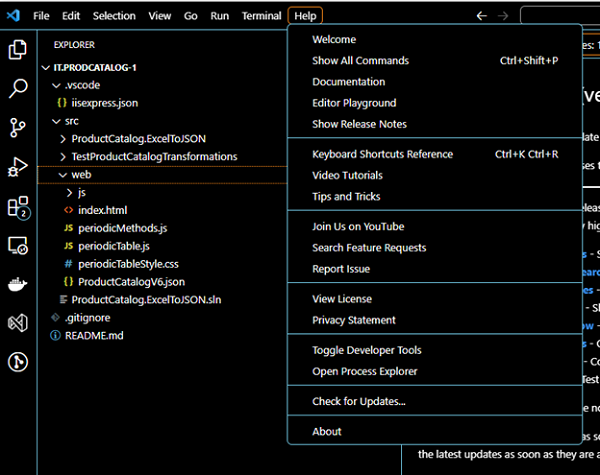 File Edit Selection View Go Run Terminal Help
EXPLORER
IT.PRODCATALOG-1
.vscode
{} iisexpress.json
src
ProductCatalog.ExcelToJSON
TestProductCatalogTransformations
web
js
<> index.html
JS periodicMethods.js
JS periodicTable.js
# periodicTableStyle.css
{} ProductCatalogV6.json
ProductCatalog.ExcelToJSON.sln
.gitignore
README.md
2
Welcome
Show All Commands Ctrl+Shift+P
Documentation
Editor Playground
Show Release Notes
Keyboard Shortcuts Reference Ctrl+K Ctrl+R
Video Tutorials
Tips and Tricks
Join Us on YouTube
Search Feature Requests
Report Issue
View License
Privacy Statement
Toggle Developer Tools
Open Process Explorer
Check for Updates...
About
the latest updates as soon as they are a